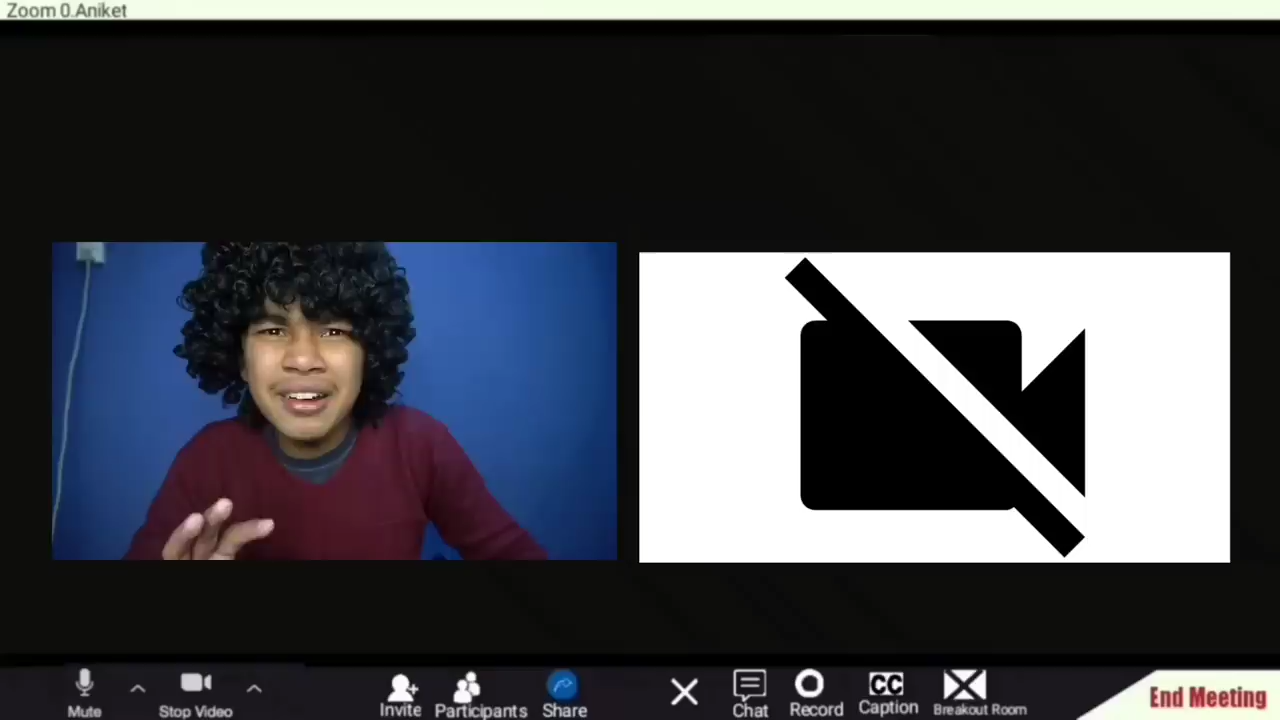 Zoom 0.Aniket
Mute
Stop Video
Invite
Participants
Share
Chat
Record
CC
Caption
Breakout Room
End Meeting